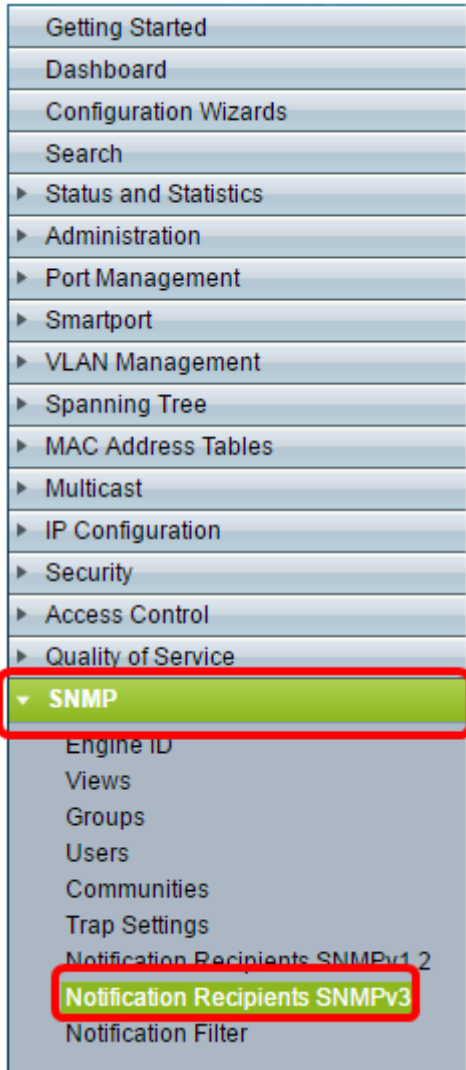 Getting Started
Dashboard
Configuration Wizards
Search
Status and Statistics
Administration
Port Management
Smartport
VLAN Management
Spanning Tree
MAC Address Tables
Multicast
IP Configuration
Security
Access Control
Quality of Service
SNMP
Engine ID
Views
Groups
Users
Communities
Trap Settings
Notification Recipients SNMPv1,2
Notification Recipients SNMPv3
Notification Filter